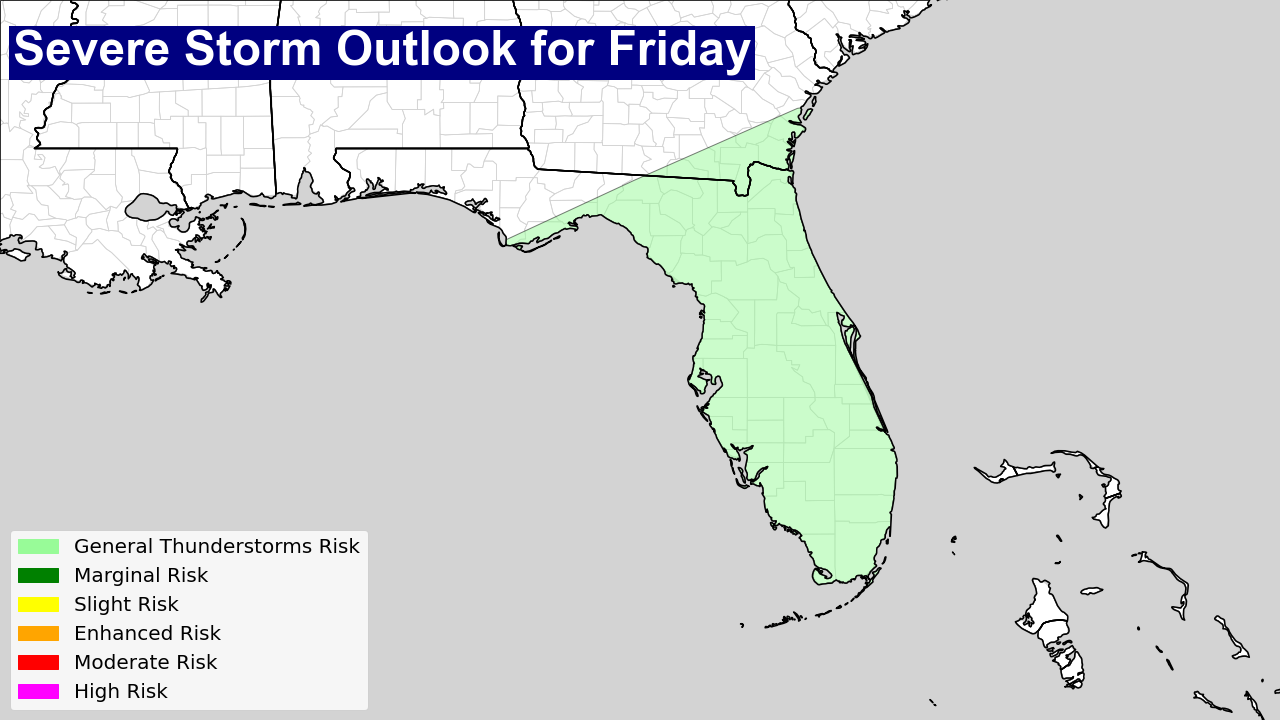 Severe Storm Outlook for Friday
General Thunderstorms Risk
Marginal Risk
Slight Risk
Enhanced Risk
Moderate Risk
High Risk